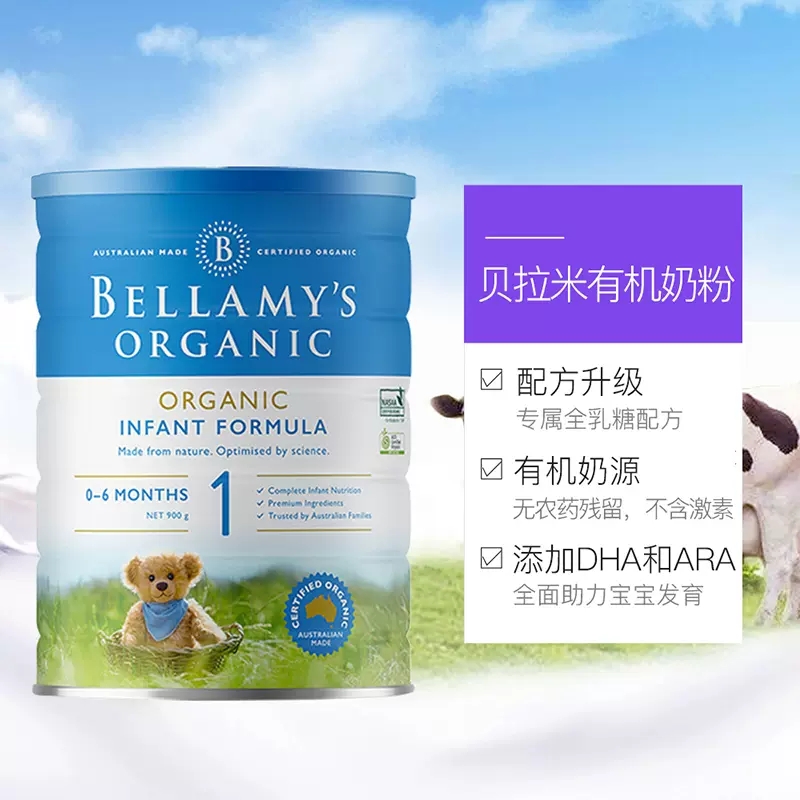 AUSTRALIAN MADE B CERTIFIED ORGANIC
BELLAMY'S
ORGANIC
ORGANIC
INFANT FORMULA
Made from nature. Optimised by science.
0–6 MONTHS
NET 900 g
1
✓ Complete Infant Nutrition
✓ Premium Ingredients
✓ Trusted by Australian Families
NASAA
CERTIFIED ORGANIC
AUSTRALIAN
MADE
贝拉米有机奶粉
配方升级
专属全乳糖配方
有机奶源
无农药残留，不含激素
添加DHA和ARA
全面助力宝宝发育